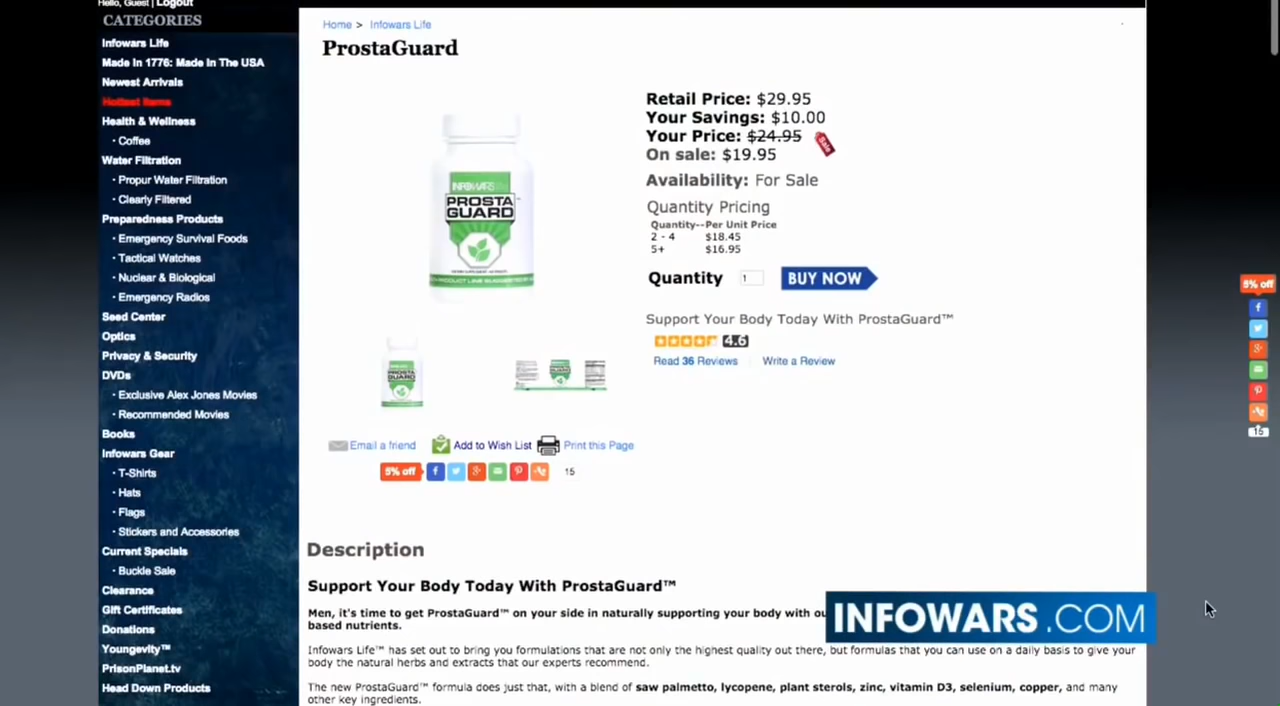 Hello, Guest | Logout
CATEGORIES
Infowars Life
Made In 1776: Made In The USA
Newest Arrivals
Hottest Items
Health & Wellness
• Coffee
Water Filtration
• Propur Water Filtration
• Clearly Filtered
Preparedness Products
• Emergency Survival Foods
• Tactical Watches
• Nuclear & Biological
• Emergency Radios
Seed Center
Optics
Privacy & Security
DVDs
• Exclusive Alex Jones Movies
• Recommended Movies
Books
Infowars Gear
• T-Shirts
• Hats
• Flags
• Stickers and Accessories
Current Specials
• Buckle Sale
Clearance
Gift Certificates
Donations
Youngevity™
PrisonPlanet.tv
Head Down Products
Home > Infowars Life
ProstaGuard
INFOWARS
PROSTA
GUARD™
Retail Price: $29.95
Your Savings: $10.00
Your Price: $24.95
Sale
On sale: $19.95
Availability: For Sale
Quantity Pricing
Quantity--Per Unit Price
2 - 4 $18.45
5+ $16.95
Quantity 1 BUY NOW
Support Your Body Today With ProstaGuard™
4.6
Read 36 Reviews | Write a Review
PROSTA
GUARD
Email a friend Add to Wish List Print this Page
5% off 15
Description
Support Your Body Today With ProstaGuard™
Men, it's time to get ProstaGuard™ on your side in naturally supporting your body with
based nutrients.
Infowars Life™ has set out to bring you formulations that are not only the highest quality out there, but formulas that you can use on a daily basis to give your
body the natural herbs and extracts that our experts recommend.
The new ProstaGuard™ formula does just that, with a blend of saw palmetto, lycopene, plant sterols, zinc, vitamin D3, selenium, copper, and many
other key ingredients.
INFOWARS.COM
5% off
15